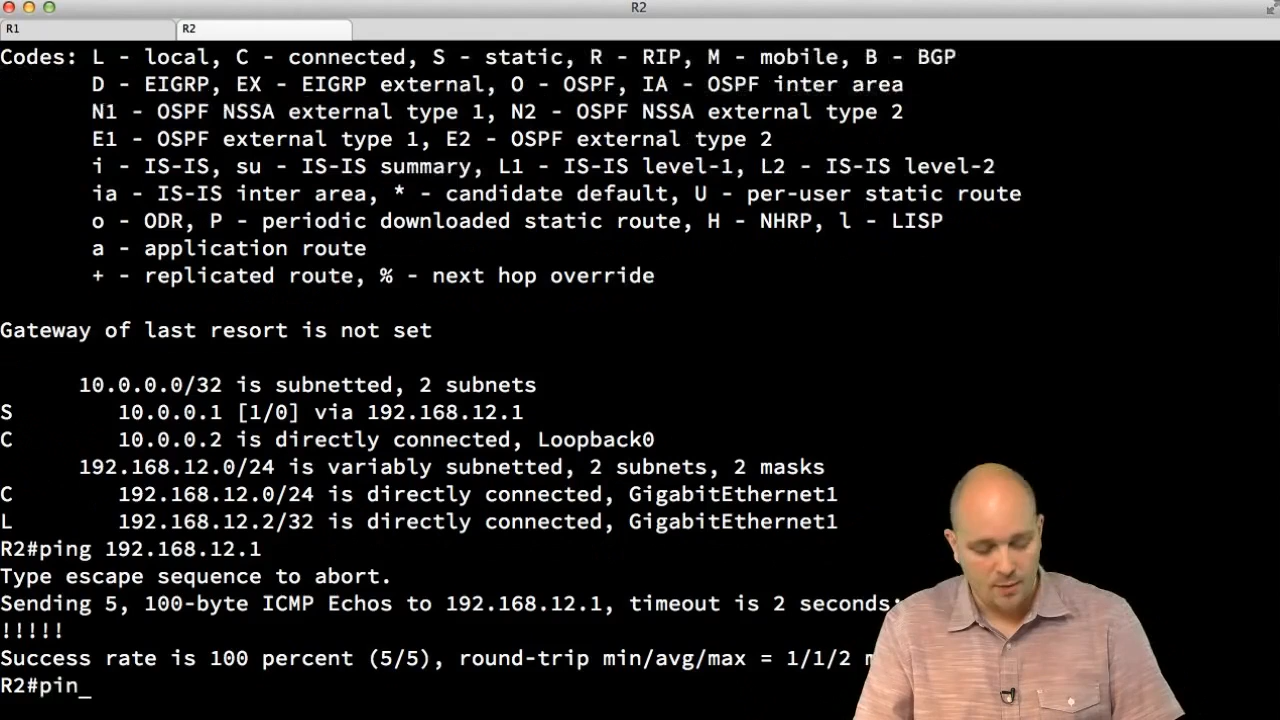 R2
R1
R2
Codes: L - local, C - connected, S - static, R - RIP, M - mobile, B - BGP
D - EIGRP, EX - EIGRP external, O - OSPF, IA - OSPF inter area
N1 - OSPF NSSA external type 1, N2 - OSPF NSSA external type 2
E1 - OSPF external type 1, E2 - OSPF external type 2
i - IS-IS, su - IS-IS summary, L1 - IS-IS level-1, L2 - IS-IS level-2
ia - IS-IS inter area, * - candidate default, U - per-user static route
o - ODR, P - periodic downloaded static route, H - NHRP, l - LISP
a - application route
+ - replicated route, % - next hop override
Gateway of last resort is not set
10.0.0.0/32 is subnetted, 2 subnets
S 10.0.0.1 [1/0] via 192.168.12.1
C 10.0.0.2 is directly connected, Loopback0
192.168.12.0/24 is variably subnetted, 2 subnets, 2 masks
C 192.168.12.0/24 is directly connected, GigabitEthernet1
L 192.168.12.2/32 is directly connected, GigabitEthernet1
R2#ping 192.168.12.1
Type escape sequence to abort.
Sending 5, 100-byte ICMP Echos to 192.168.12.1, timeout is 2 seconds:
!!!!!
Success rate is 100 percent (5/5), round-trip min/avg/max = 1/1/2
R2#pin_